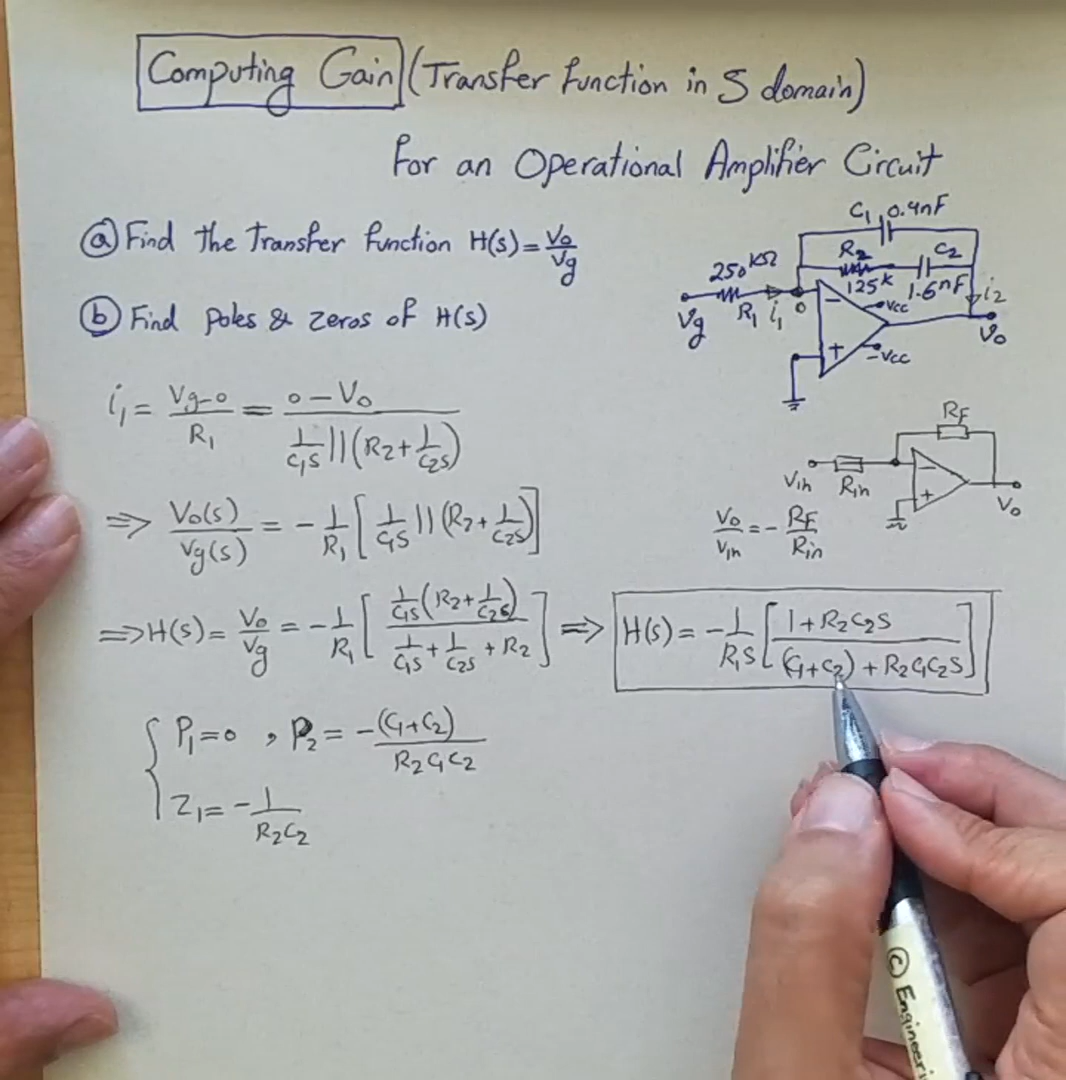 Computing Gain (Transfer function in S domain)
For an Operational Amplifier Circuit
ⓐ Find the Transfer function H(s) = Vo/Vg
ⓑ Find poles & zeros of H(s)
C1 0.4nF
R2 C2
250kΩ 125k 1.6nF
Vg R1 i1 0 − Vcc i2 Vo
+ −Vcc
i1 = (Vg−0)/R1 = (0−Vo)/(1/(C1S) || (R2 + 1/(C2S)))
RF
Vin Rin − + Vo
Vo/Vin = − RF/Rin
⇒ Vo(s)/Vg(s) = − 1/R1 [1/(C1S) || (R2 + 1/(C2S))]
⇒ H(s) = Vo/Vg = − 1/R1 [(1/(C1S) (R2 + 1/(C2S)))/(1/(C1S) + 1/(C2S) + R2)] ⇒ H(s) = − 1/(R1S) [(1 + R2C2S)/((C1+C2) + R2C1C2S)]
{ P1 = 0 , P2 = −(C1+C2)/(R2C1C2)
Z1 = − 1/(R2C2)
© Engineeri